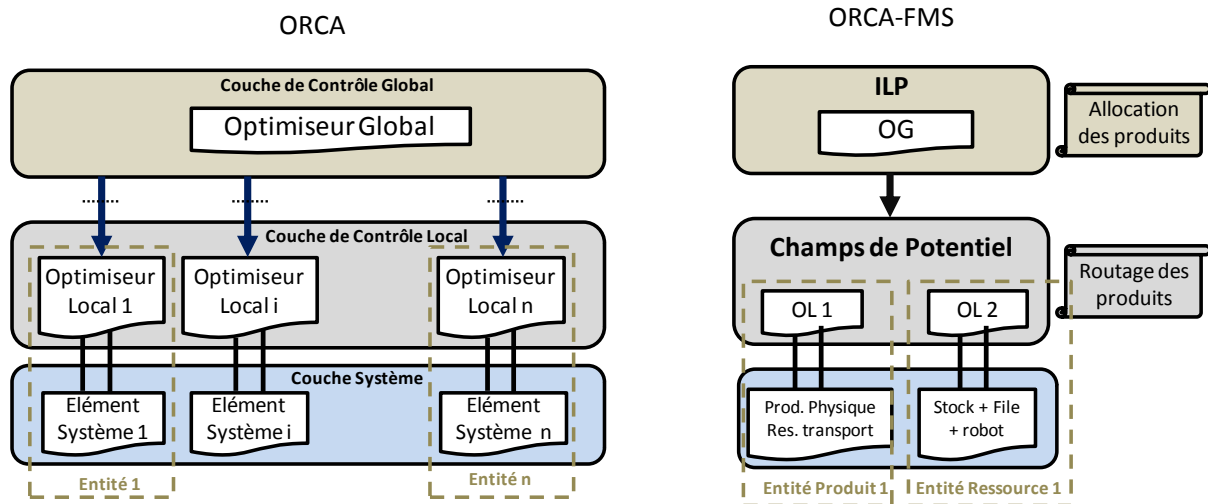 ORCA
Couche de Contrôle Global
Optimiseur Global
Couche de Contrôle Local
Optimiseur
Local 1
Optimiseur
Local i
Optimiseur
Local n
Couche Système
Elément
Système 1
Elément
Système i
Elément
Système n
Entité 1
Entité n
ORCA-FMS
ILP
OG
Allocation
des produits
Champs de Potentiel
OL 1
OL 2
Routage des
produits
Prod. Physique
Res. transport
Stock + File
+ robot
Entité Produit 1
Entité Ressource 1